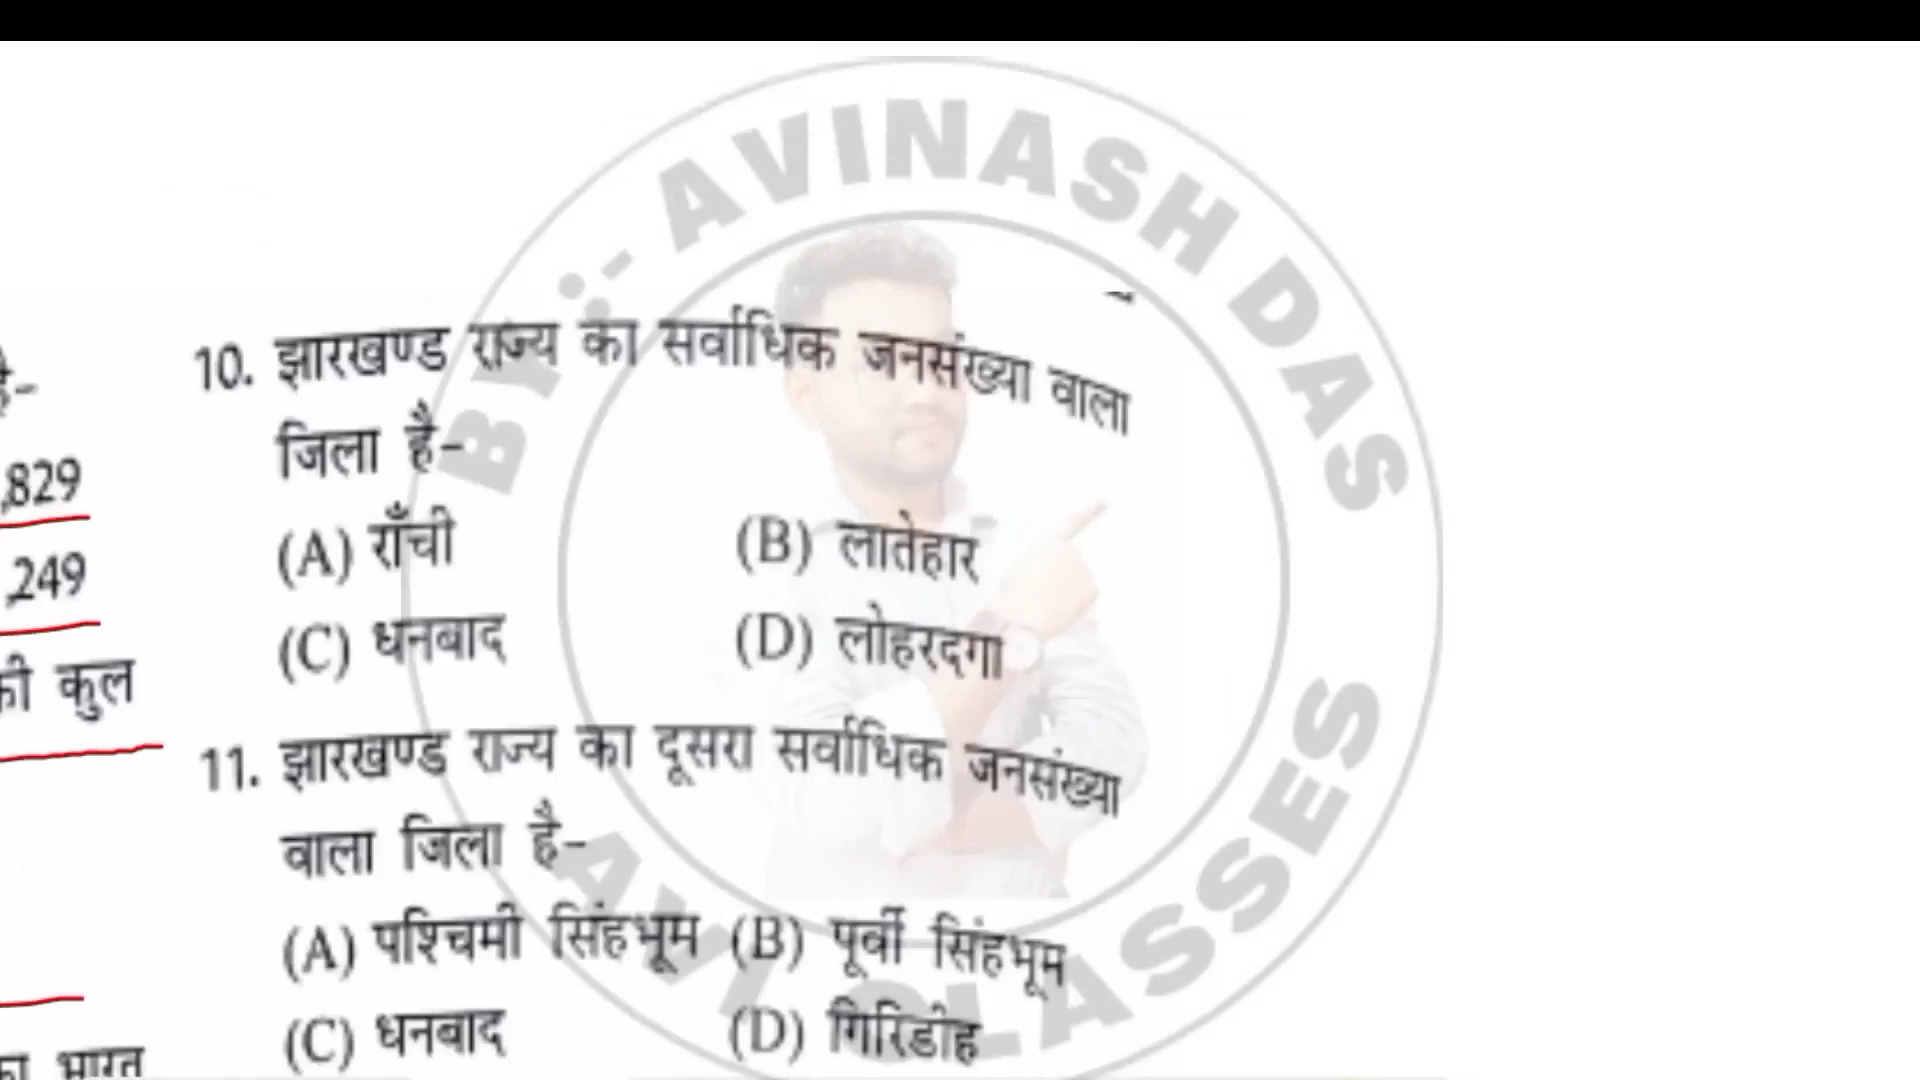 BY:- AVINASH DAS
है-
,829
,249
की कुल
का भारत
10. झारखण्ड राज्य का सर्वाधिक जनसंख्या वाला
जिला है-
(A) राँची (B) लातेहार
(C) धनबाद (D) लोहरदगा
11. झारखण्ड राज्य का दूसरा सर्वाधिक जनसंख्या
वाला जिला है-
(A) पश्चिमी सिंहभूम (B) पूर्वी सिंहभूम
(C) धनबाद (D) गिरिडीह
AVI CLASSES